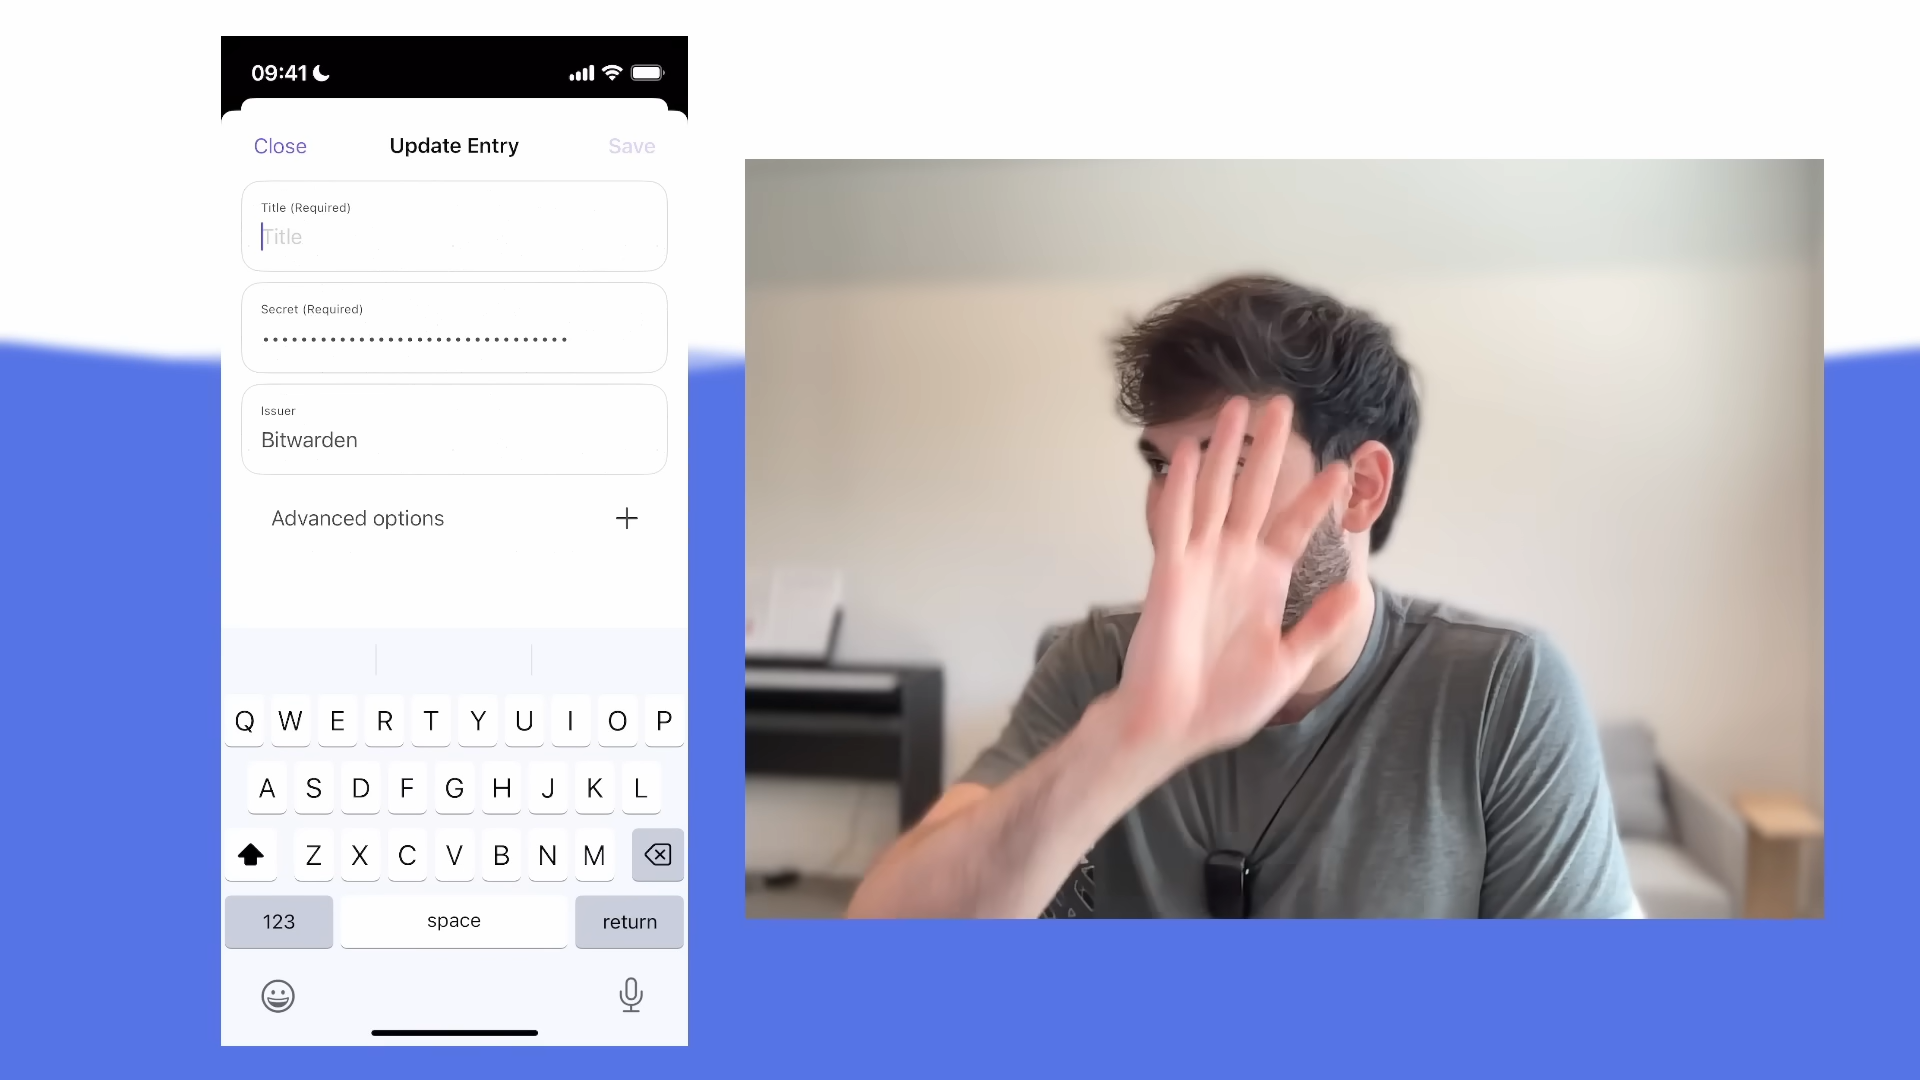 09:41
Close Update Entry Save
Title (Required)
Title
Secret (Required)
••••••••••••••••••••••••••••••••
Issuer
Bitwarden
Advanced options +
Q W E R T Y U I O P
A S D F G H J K L
Z X C V B N M
123 space return